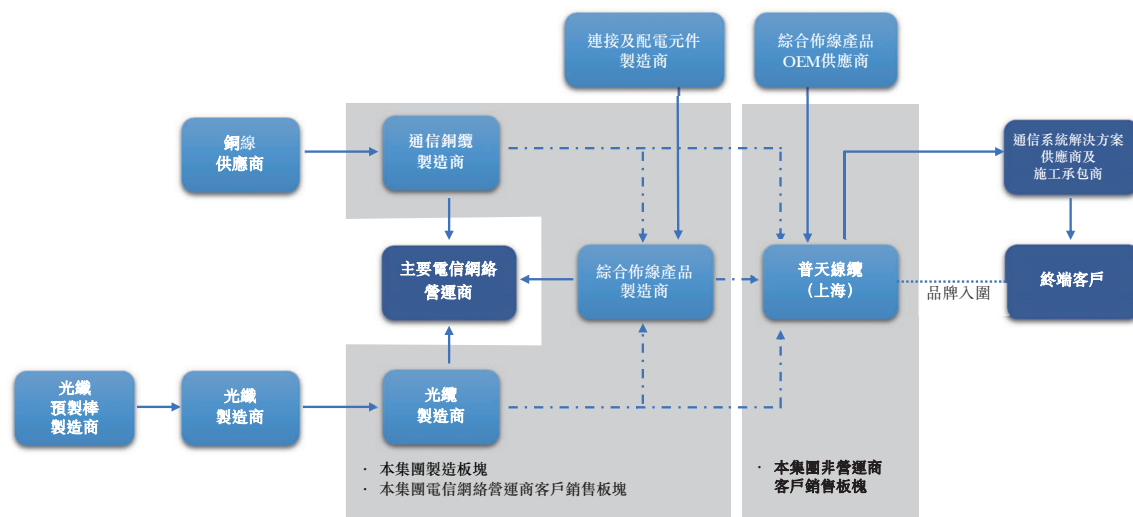 連接及配電元件
製造商
綜合佈線產品
OEM供應商
銅線
供應商
通信銅纜
製造商
通信系統解決方案
供應商及
施工承包商
主要電信網絡
營運商
綜合佈線產品
製造商
普天線纜
（上海）
品牌入圍
終端客戶
光纖
預製棒
製造商
光纖
製造商
光纜
製造商
· 本集團製造板塊
· 本集團電信網絡營運商客戶銷售板塊
· 本集團非營運商
客戶銷售板塊